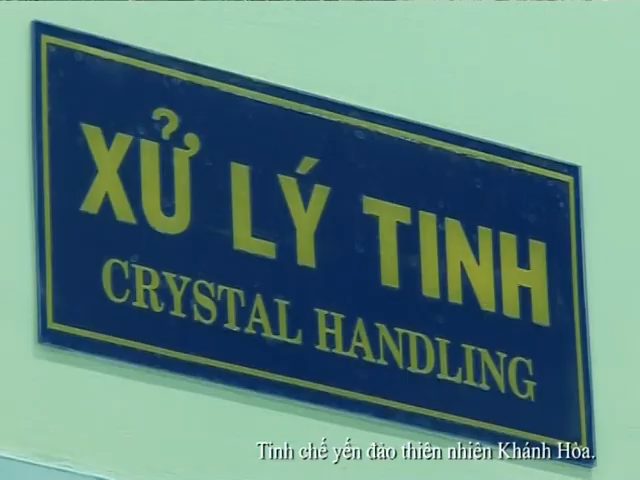 XỬ LÝ TINH
CRYSTAL HANDLING
Tinh chế yến đảo thiên nhiên Khánh Hòa.